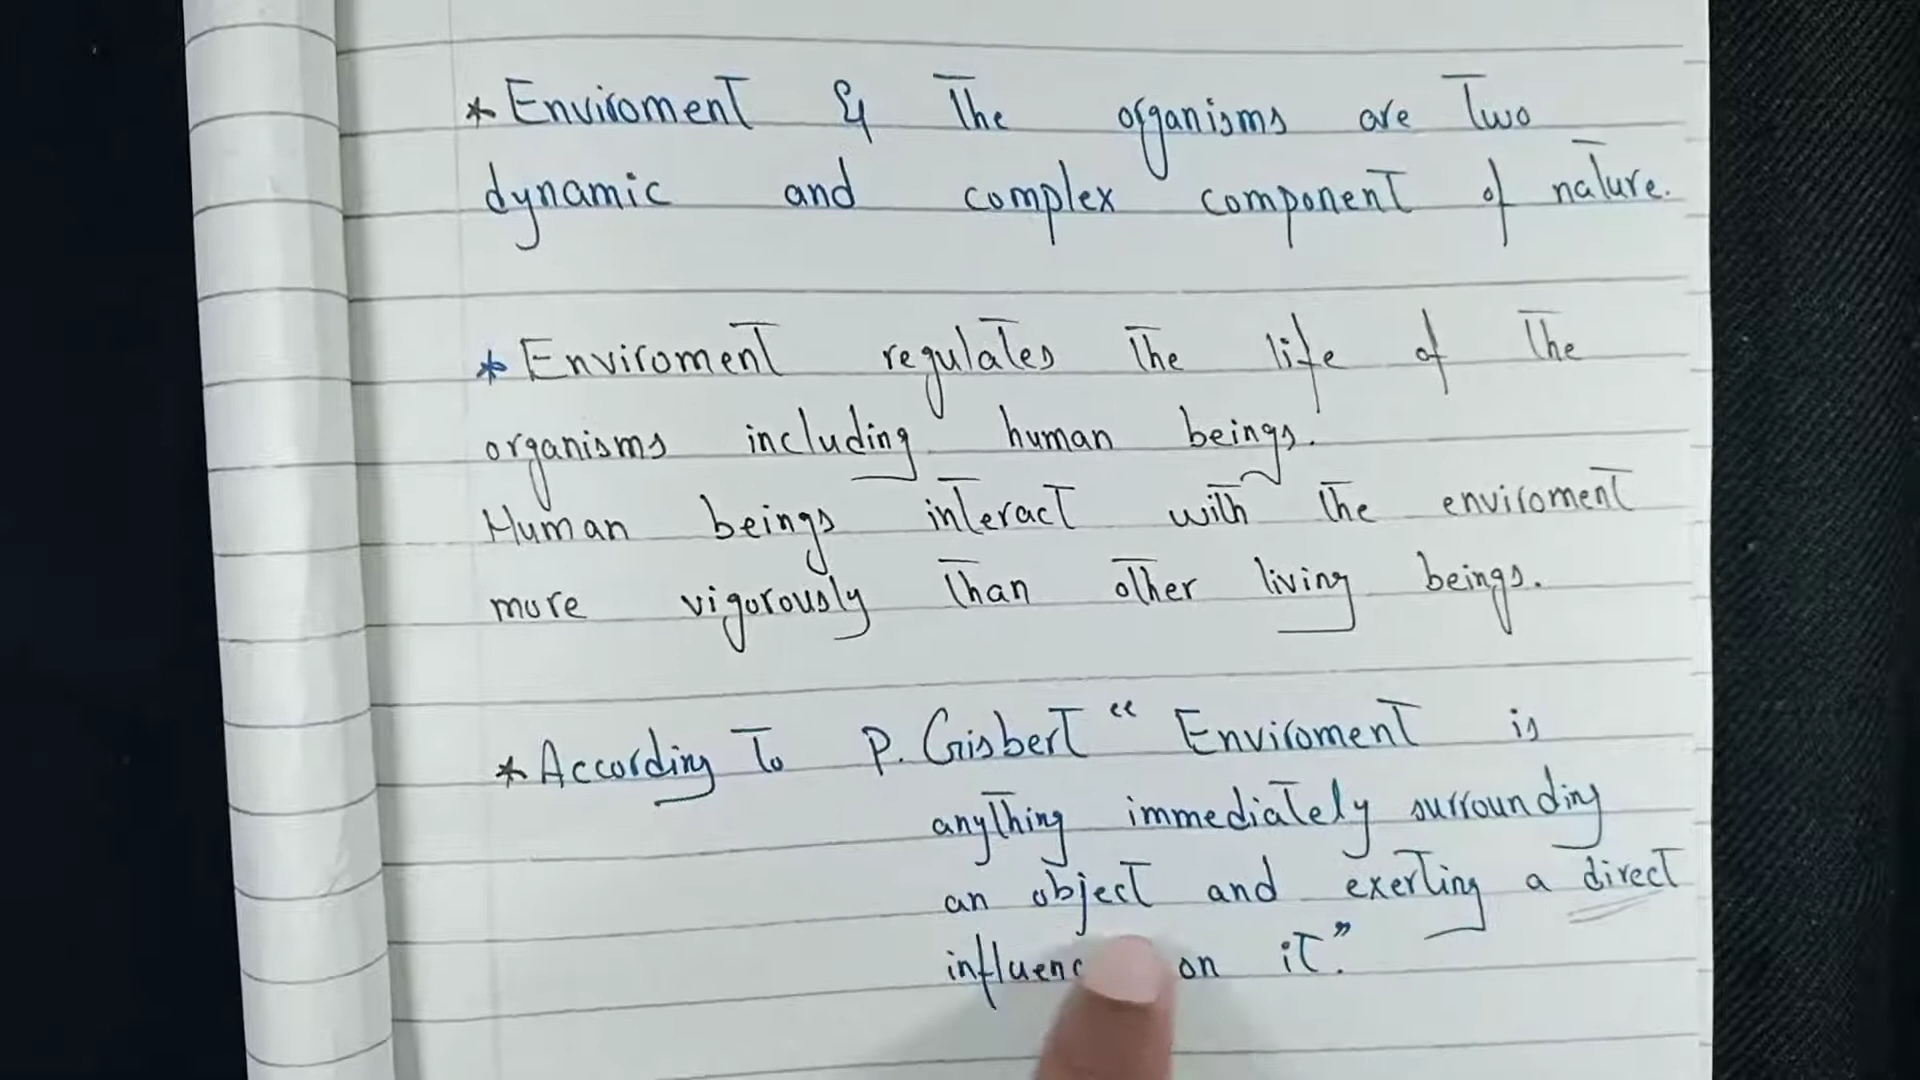 * Enviroment & the organisms are two
dynamic and complex component of nature.
* Enviroment regulates the life of the
organisms including human beings.
Human beings interact with the enviroment
more vigorously than other living beings.
* According to P. Gisbert “ Enviroment is
anything immediately surrounding
an object and exerting a direct
on it.”